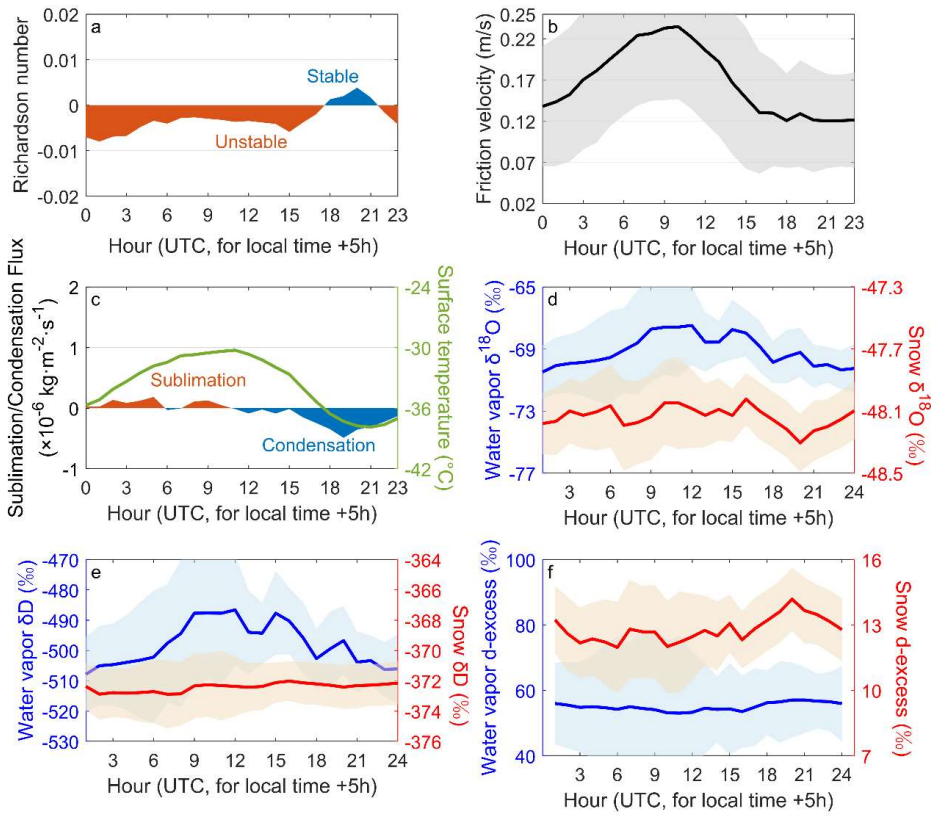 a
Richardson number
0.02
0.01
0
-0.01
-0.02
Stable
Unstable
0 3 6 9 12 15 18 21 23
Hour (UTC, for local time +5h)
b
Friction velocity (m/s)
0.25
0.22
0.17
0.12
0.07
0.02
0 3 6 9 12 15 18 21 23
Hour (UTC, for local time +5h)
c
Sublimation/Condensation Flux
(×10⁻⁶ kg·m⁻²·s⁻¹)
2
1
0
-1
Sublimation
Condensation
Surface temperature (°C)
-24
-30
-36
-42
0 3 6 9 12 15 18 21 23
Hour (UTC, for local time +5h)
d
Water vapor δ¹⁸O (‰)
-65
-69
-73
-77
Snow δ¹⁸O (‰)
-47.3
-47.7
-48.1
-48.5
3 6 9 12 15 18 21 24
Hour (UTC, for local time +5h)
e
Water vapor δD (‰)
-470
-480
-490
-500
-510
-520
-530
Snow δD (‰)
-364
-366
-368
-370
-372
-374
-376
3 6 9 12 15 18 21 24
Hour (UTC, for local time +5h)
f
Water vapor d-excess (‰)
100
80
60
40
Snow d-excess (‰)
16
13
10
7
3 6 9 12 15 18 21 24
Hour (UTC, for local time +5h)